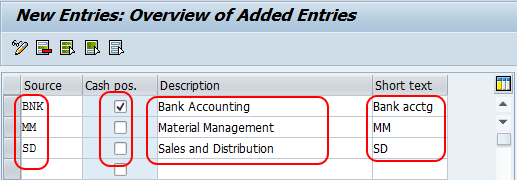 New Entries: Overview of Added Entries
Source Cash pos. Description Short text
BNK Bank Accounting Bank acctg
MM Material Management MM
SD Sales and Distribution SD